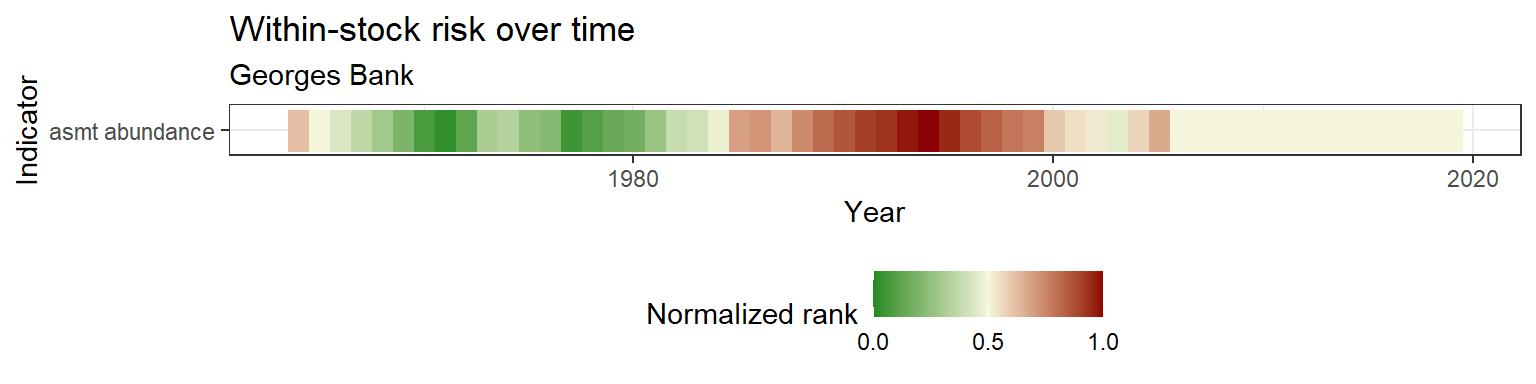 Within-stock risk over time
Georges Bank
Indicator
asmt abundance
1980 2000 2020
Year
Normalized rank
0.0 0.5 1.0